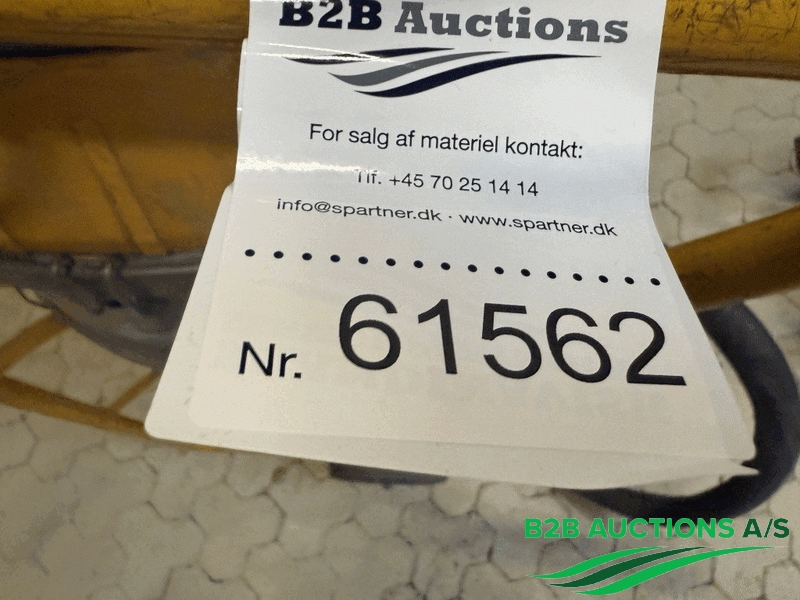 B2B Auctions
For salg af materiel kontakt:
Tlf. +45 70 25 14 14
info@spartner.dk · www.spartner.dk
Nr. 61562
B2B AUCTIONS A/S